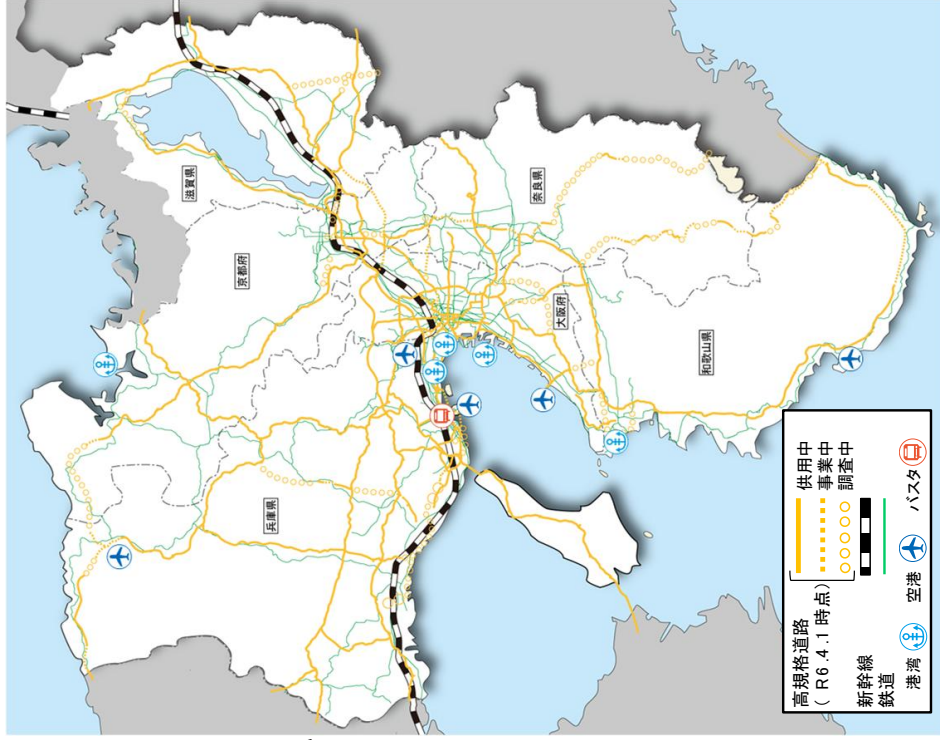 滋賀県
京都府
奈良県
大阪府
兵庫県
和歌山県
高規格道路
（R6.4.1時点）
供用中
事業中
調査中
新幹線
鉄道
港湾
空港
バスタ